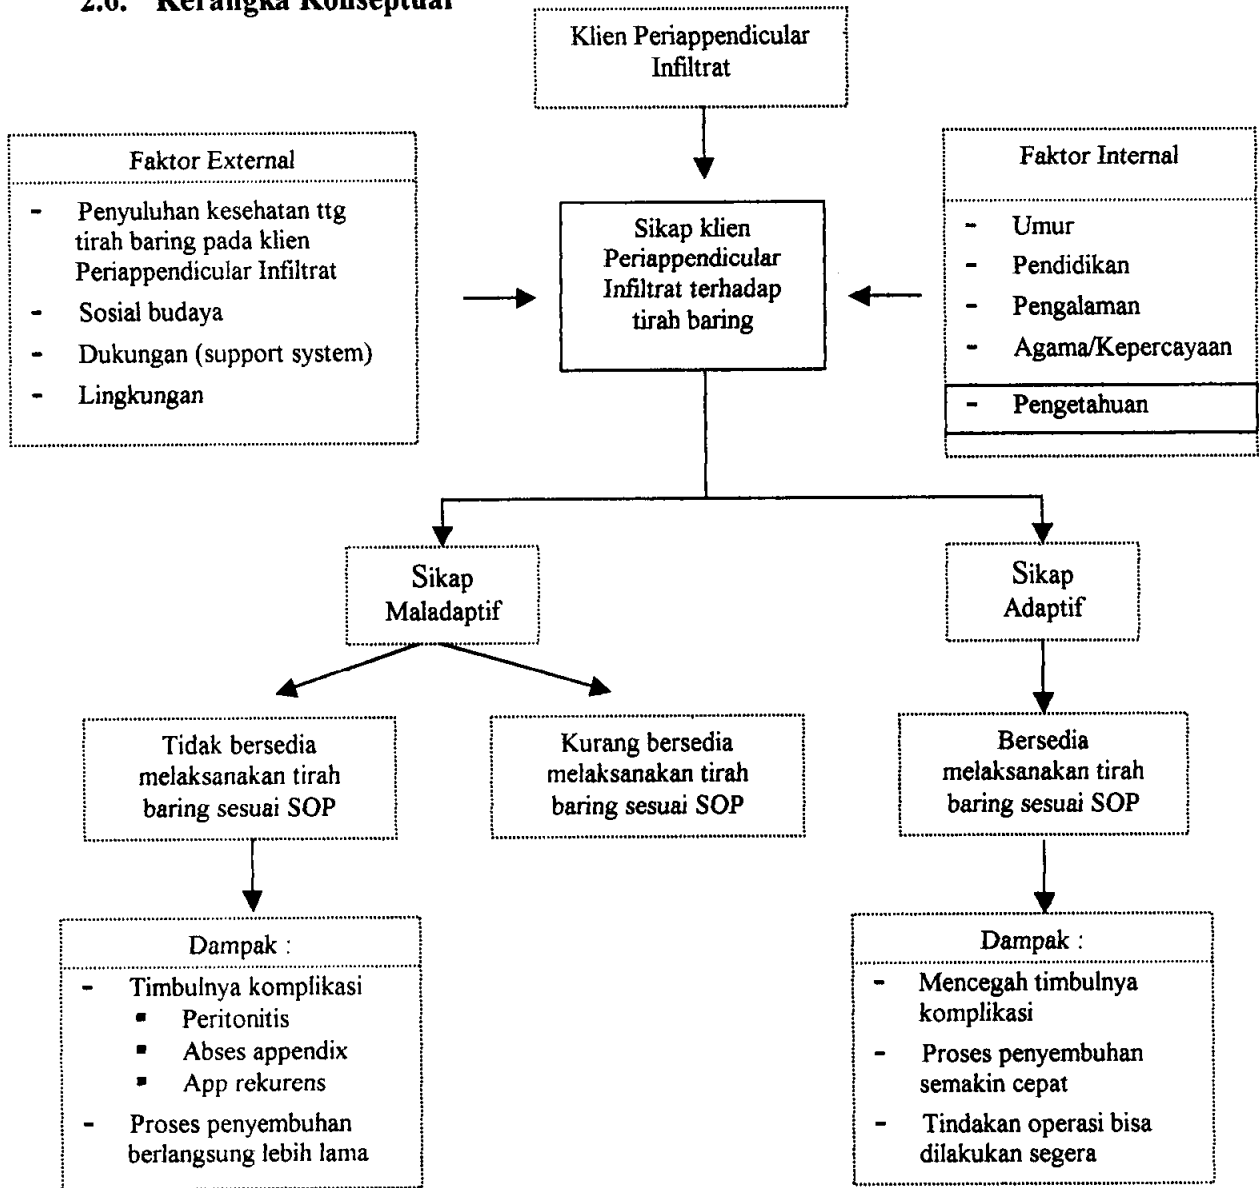 2.6. Kerangka Konseptual
Klien Periappendicular
Infiltrat
Faktor External
- Penyuluhan kesehatan ttg
tirah baring pada klien
Periappendicular Infiltrat
- Sosial budaya
- Dukungan (support system)
- Lingkungan
Sikap klien
Periappendicular
Infiltrat terhadap
tirah baring
Faktor Internal
- Umur
- Pendidikan
- Pengalaman
- Agama/Kepercayaan
- Pengetahuan
Sikap
Maladaptif
Sikap
Adaptif
Tidak bersedia
melaksanakan tirah
baring sesuai SOP
Kurang bersedia
melaksanakan tirah
baring sesuai SOP
Bersedia
melaksanakan tirah
baring sesuai SOP
Dampak :
- Timbulnya komplikasi
▪ Peritonitis
▪ Abses appendix
▪ App rekurens
- Proses penyembuhan
berlangsung lebih lama
Dampak :
- Mencegah timbulnya
komplikasi
- Proses penyembuhan
semakin cepat
- Tindakan operasi bisa
dilakukan segera